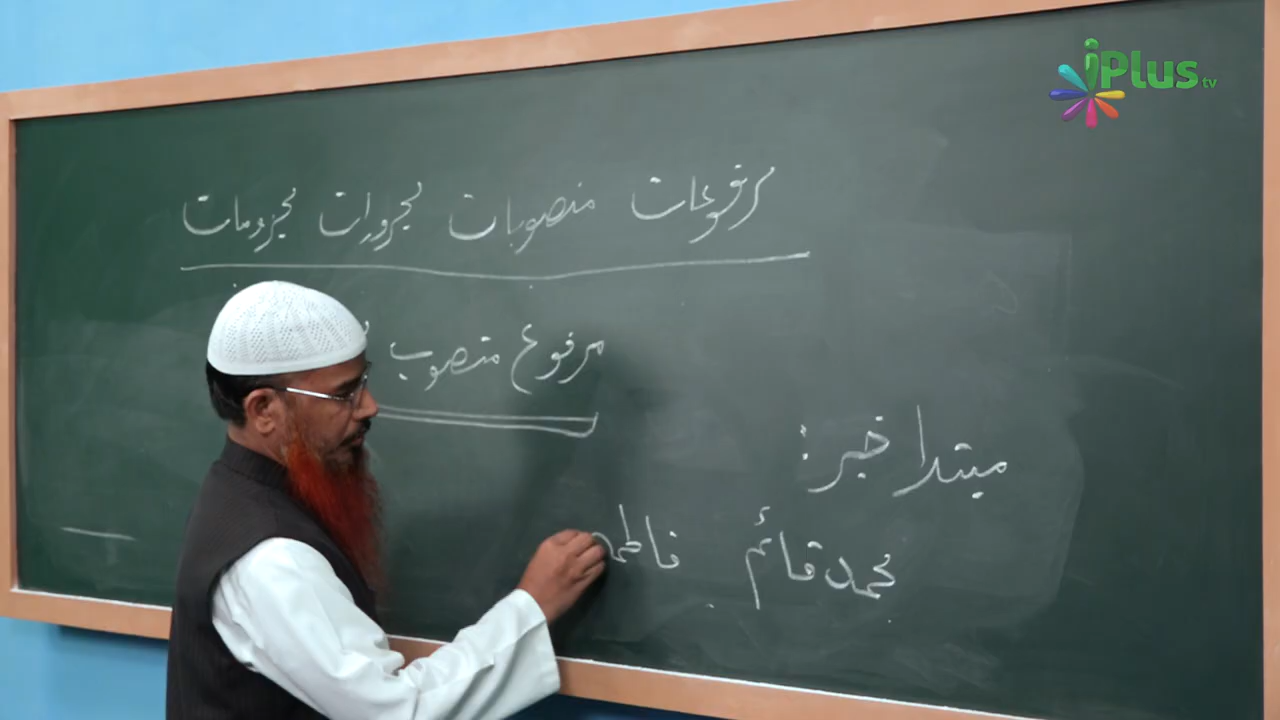 iPlus tv
مرفوعات منصوبات مجرورات مجزومات
مرفوع منصوب
مبتدا خبر:
محمد قائم فاطمہ